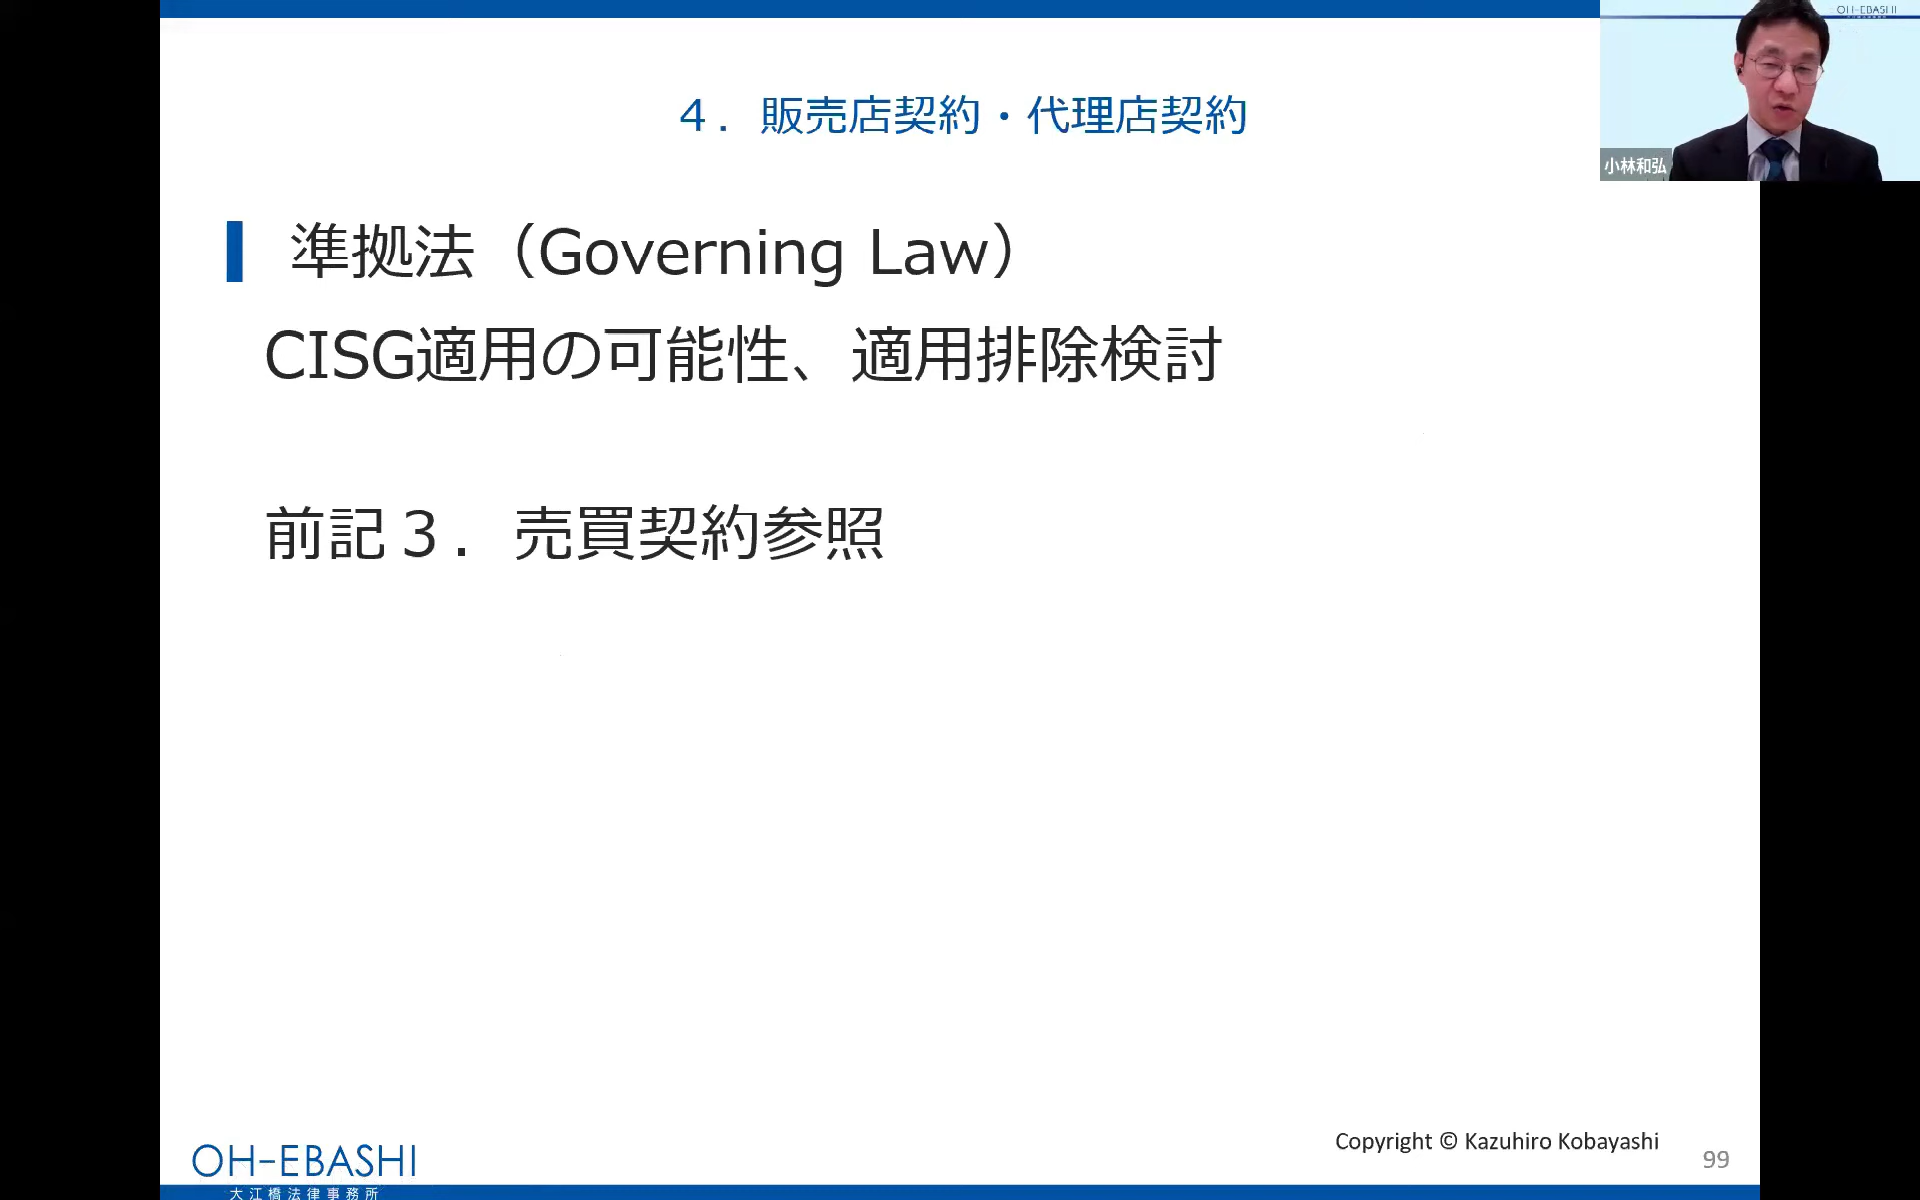 OH-EBASHI
小林和弘
４．販売店契約・代理店契約
準拠法（Governing Law）
CISG適用の可能性、適用排除検討
前記３．売買契約参照
Copyright © Kazuhiro Kobayashi
99
OH-EBASHI
大江橋法律事務所